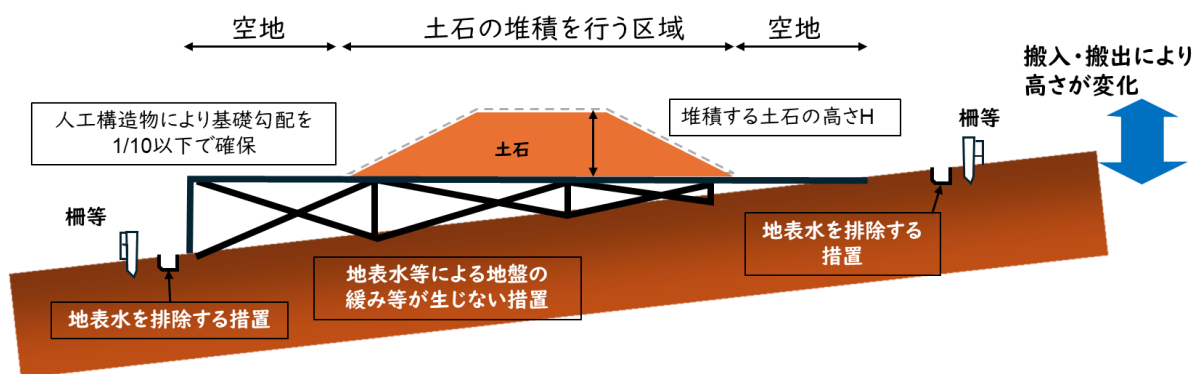 空地
土石の堆積を行う区域
空地
搬入・搬出により
高さが変化
人工構造物により基礎勾配を
1/10以下で確保
堆積する土石の高さH
柵等
土石
柵等
地表水を排除する
措置
地表水等による地盤の
緩み等が生じない措置
地表水を排除する措置